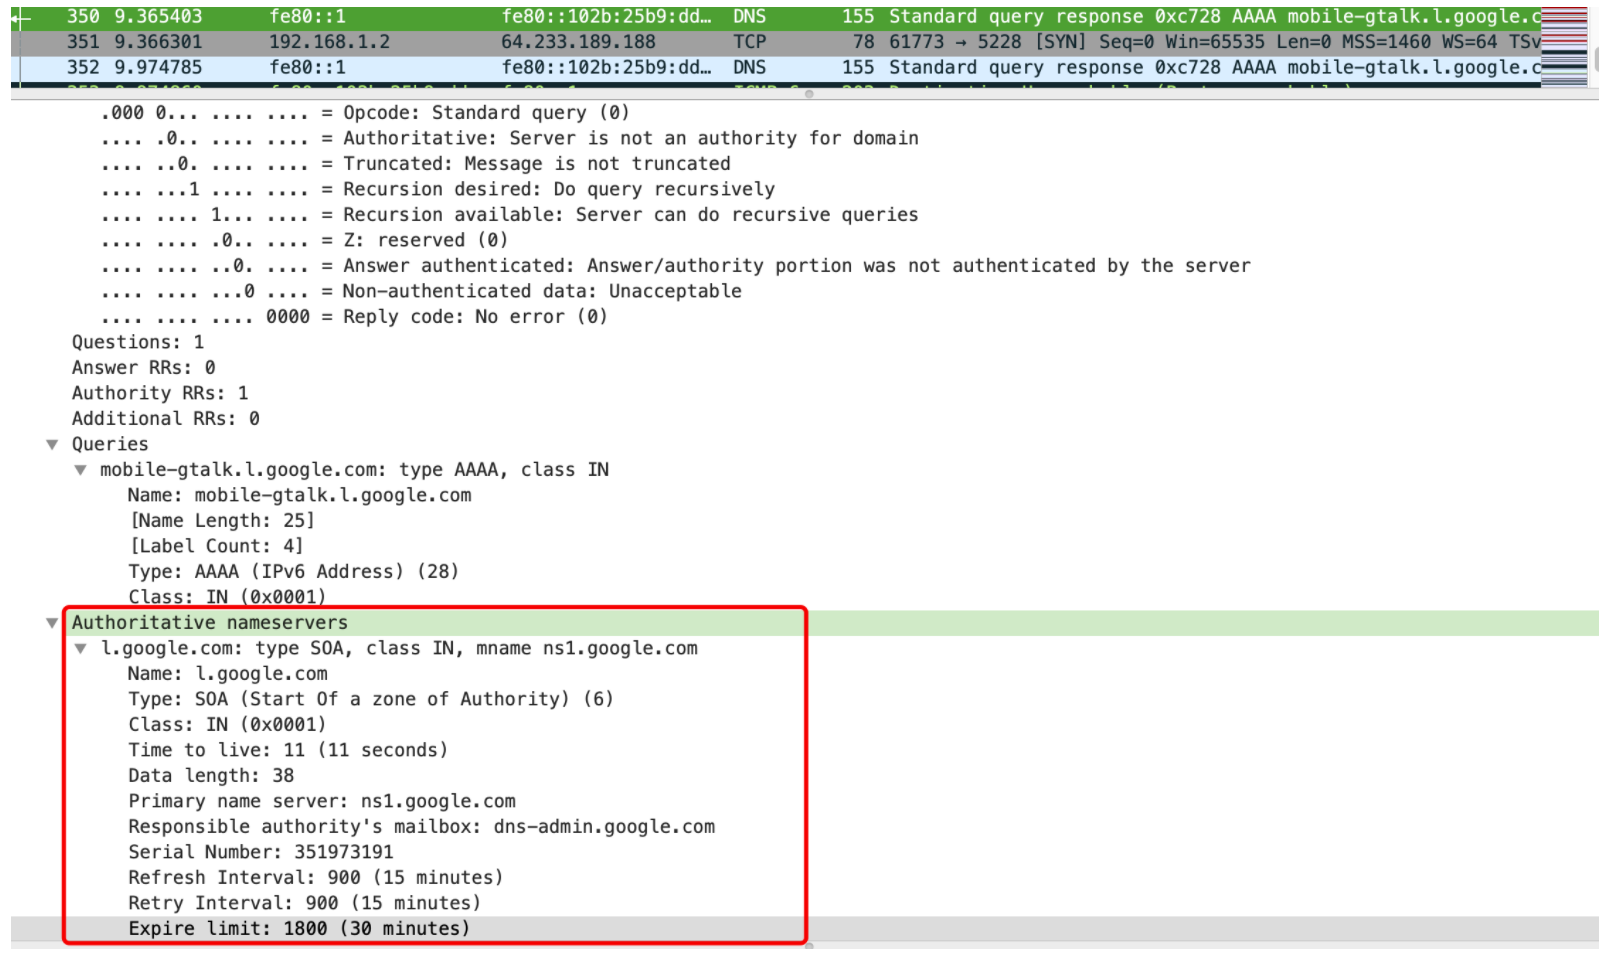 350 9.365403 fe80::1 fe80::102b:25b9:dd… DNS 155 Standard query response 0xc728 AAAA mobile-gtalk.l.google.c
351 9.366301 192.168.1.2 64.233.189.188 TCP 78 61773 → 5228 [SYN] Seq=0 Win=65535 Len=0 MSS=1460 WS=64 TSv
352 9.974785 fe80::1 fe80::102b:25b9:dd… DNS 155 Standard query response 0xc728 AAAA mobile-gtalk.l.google.c
.000 0... .... .... = Opcode: Standard query (0)
.... .0.. .... .... = Authoritative: Server is not an authority for domain
.... ..0. .... .... = Truncated: Message is not truncated
.... ...1 .... .... = Recursion desired: Do query recursively
.... .... 1... .... = Recursion available: Server can do recursive queries
.... .... .0.. .... = Z: reserved (0)
.... .... ..0. .... = Answer authenticated: Answer/authority portion was not authenticated by the server
.... .... ...0 .... = Non-authenticated data: Unacceptable
.... .... .... 0000 = Reply code: No error (0)
Questions: 1
Answer RRs: 0
Authority RRs: 1
Additional RRs: 0
Queries
mobile-gtalk.l.google.com: type AAAA, class IN
Name: mobile-gtalk.l.google.com
[Name Length: 25]
[Label Count: 4]
Type: AAAA (IPv6 Address) (28)
Class: IN (0x0001)
Authoritative nameservers
l.google.com: type SOA, class IN, mname ns1.google.com
Name: l.google.com
Type: SOA (Start Of a zone of Authority) (6)
Class: IN (0x0001)
Time to live: 11 (11 seconds)
Data length: 38
Primary name server: ns1.google.com
Responsible authority's mailbox: dns-admin.google.com
Serial Number: 351973191
Refresh Interval: 900 (15 minutes)
Retry Interval: 900 (15 minutes)
Expire limit: 1800 (30 minutes)